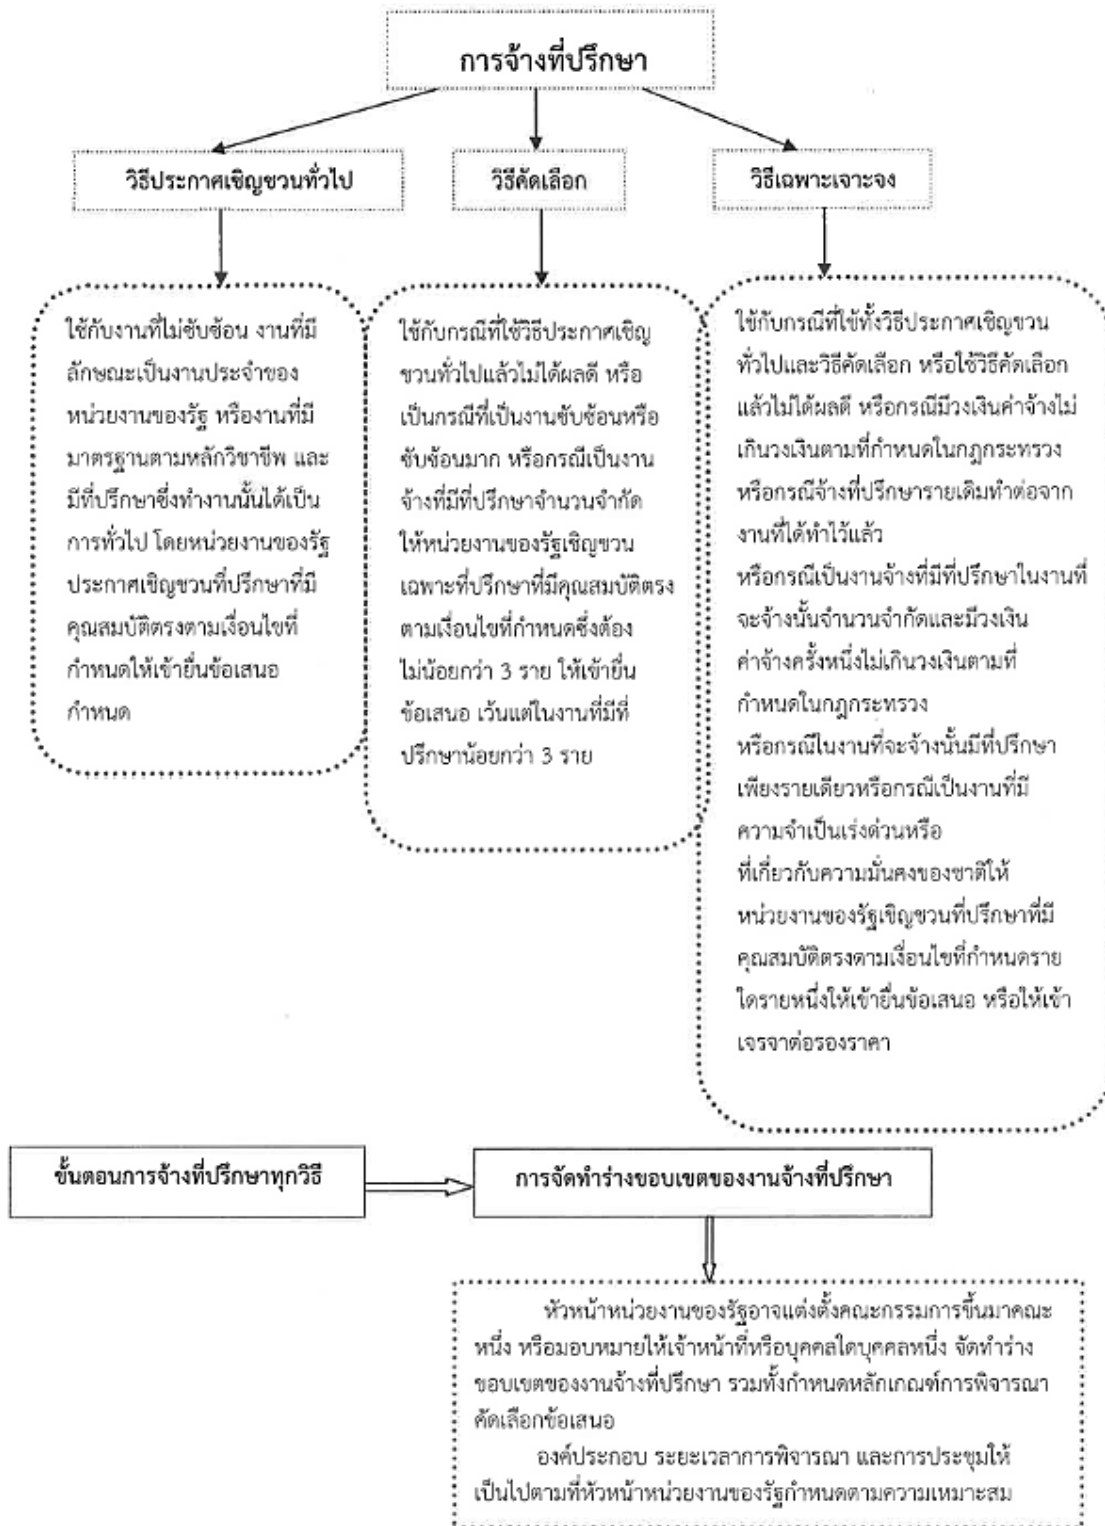 การจ้างที่ปรึกษา
วิธีประกาศเชิญชวนทั่วไป
วิธีคัดเลือก
วิธีเฉพาะเจาะจง
ใช้กับงานที่ไม่ซับซ้อน งานที่มี
ลักษณะเป็นงานประจำของ
หน่วยงานของรัฐ หรืองานที่มี
มาตรฐานตามหลักวิชาชีพ และ
มีที่ปรึกษาซึ่งทำงานนั้นได้เป็น
การทั่วไป โดยหน่วยงานของรัฐ
ประกาศเชิญชวนที่ปรึกษาที่มี
คุณสมบัติตรงตามเงื่อนไขที่
กำหนดให้เข้ายื่นข้อเสนอ
กำหนด
ใช้กับกรณีที่ใช้วิธีประกาศเชิญ
ชวนทั่วไปแล้วไม่ได้ผลดี หรือ
เป็นกรณีที่เป็นงานซับซ้อนหรือ
ซับซ้อนมาก หรือกรณีเป็นงาน
จ้างที่มีที่ปรึกษาจำนวนจำกัด
ให้หน่วยงานของรัฐเชิญชวน
เฉพาะที่ปรึกษาที่มีคุณสมบัติตรง
ตามเงื่อนไขที่กำหนดซึ่งต้อง
ไม่น้อยกว่า 3 ราย ให้เข้ายื่น
ข้อเสนอ เว้นแต่ในงานที่มีที่
ปรึกษาน้อยกว่า 3 ราย
ใช้กับกรณีที่ใช้ทั้งวิธีประกาศเชิญชวน
ทั่วไปและวิธีคัดเลือก หรือใช้วิธีคัดเลือก
แล้วไม่ได้ผลดี หรือกรณีมีวงเงินค่าจ้างไม่
เกินวงเงินตามที่กำหนดในกฎกระทรวง
หรือกรณีจ้างที่ปรึกษารายเดิมทำต่อจาก
งานที่ได้ทำไว้แล้ว
หรือกรณีเป็นงานจ้างที่มีที่ปรึกษาในงานที่
จะจ้างนั้นจำนวนจำกัดและมีวงเงิน
ค่าจ้างครั้งหนึ่งไม่เกินวงเงินตามที่
กำหนดในกฎกระทรวง
หรือกรณีในงานที่จะจ้างนั้นมีที่ปรึกษา
เพียงรายเดียวหรือกรณีเป็นงานที่มี
ความจำเป็นเร่งด่วนหรือ
ที่เกี่ยวกับความมั่นคงของชาติให้
หน่วยงานของรัฐเชิญชวนที่ปรึกษาที่มี
คุณสมบัติตรงตามเงื่อนไขที่กำหนดราย
ใดรายหนึ่งให้เข้ายื่นข้อเสนอ หรือให้เข้า
เจรจาต่อรองราคา
ขั้นตอนการจ้างที่ปรึกษาทุกวิธี
การจัดทำร่างขอบเขตของงานจ้างที่ปรึกษา
หัวหน้าหน่วยงานของรัฐอาจแต่งตั้งคณะกรรมการขึ้นมาคณะ
หนึ่ง หรือมอบหมายให้เจ้าหน้าที่หรือบุคคลใดบุคคลหนึ่ง จัดทำร่าง
ขอบเขตของงานจ้างที่ปรึกษา รวมทั้งกำหนดหลักเกณฑ์การพิจารณา
คัดเลือกข้อเสนอ
องค์ประกอบ ระยะเวลาการพิจารณา และการประชุมให้
เป็นไปตามที่หัวหน้าหน่วยงานของรัฐกำหนดตามความเหมาะสม